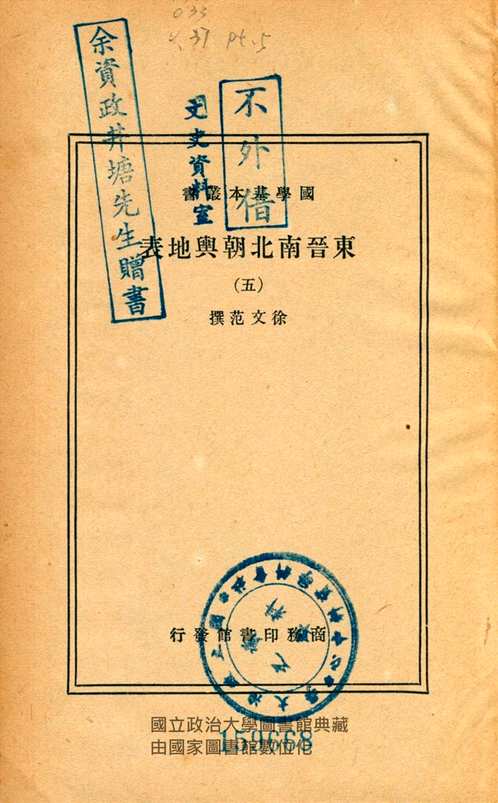 033
余資政井塘先生贈書
不外借
文史資料室
國學基本叢書
東晉南北朝輿地表
(五)
徐文范撰
商務印書館發行
159668
國立政治大學圖書館典藏
由國家圖書館數位化